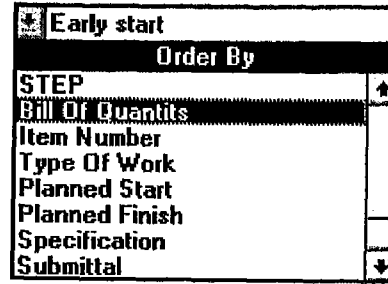 Early start
Order By
STEP
Bill Of Quantits
Item Number
Type Of Work
Planned Start
Planned Finish
Specification
Submittal